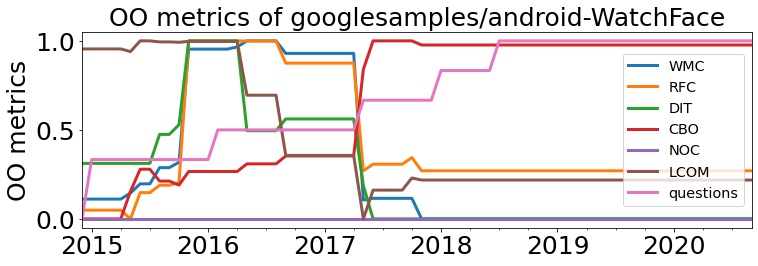 OO metrics of googlesamples/android-WatchFace
OO metrics
1.0
0.5
0.0
WMC
RFC
DIT
CBO
NOC
LCOM
questions
2015 2016 2017 2018 2019 2020